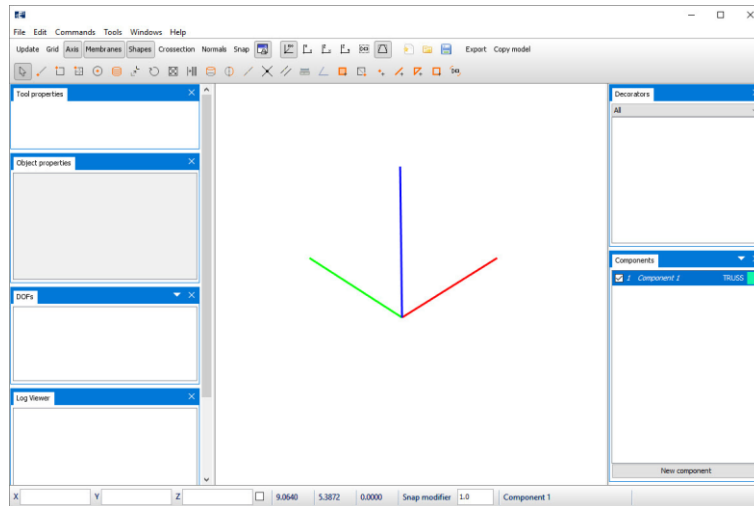 File Edit Commands Tools Windows Help
Update Grid Axis Membranes Shapes Crossection Normals Snap Export Copy model
Tool properties
Object properties
DOFs
Log Viewer
Decorators
All
Components
1 Component 1 TRUSS
New component
X Y Z 9.0640 5.3872 0.0000 Snap modifier 1.0 Component 1